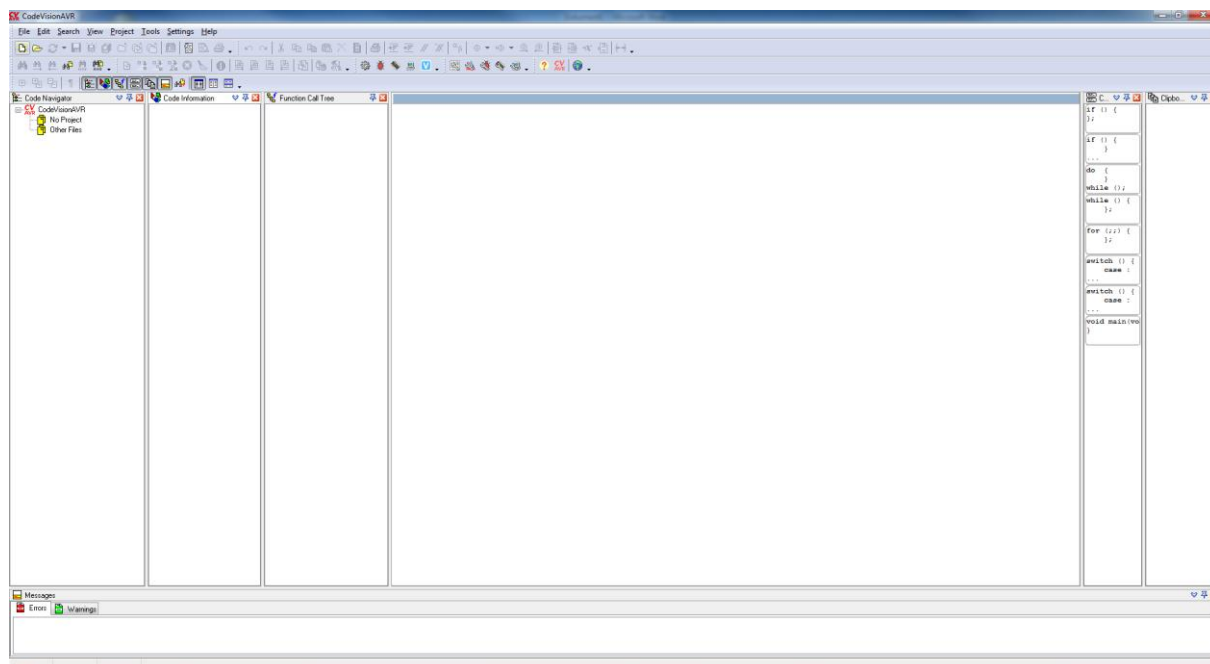 CodeVisionAVR
File Edit Search View Project Tools Settings Help
Code Navigator
CodeVisionAVR
No Project
Other Files
Code Information
Function Call Tree
C...
if () {
};
if () {
}
...
do {
}
while ();
while () {
};
for (;;) {
};
switch () {
case :
...
switch () {
case :
...
void main(vo
}
Clipbo...
Messages
Errors Warnings